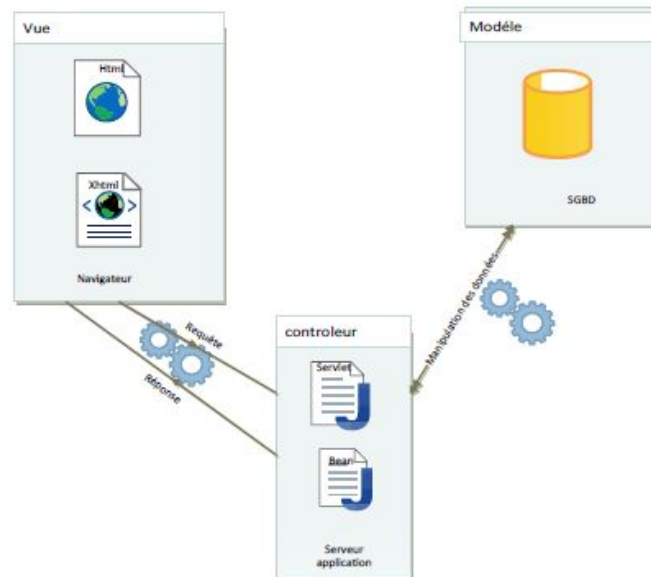 Vue
Html
Xhtml
Navigateur
Modéle
SGBD
Manipulation des données
Requête
Réponse
controleur
Servlet
Bean
Serveur
application